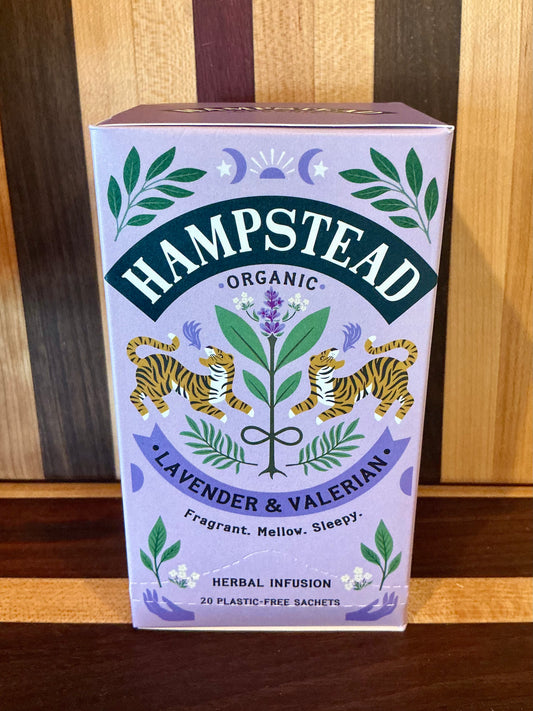 HAMPSTEAD
•ORGANIC•
•LAVENDER & VALERIAN•
Fragrant. Mellow. Sleepy.
HERBAL INFUSION
20 PLASTIC-FREE SACHETS